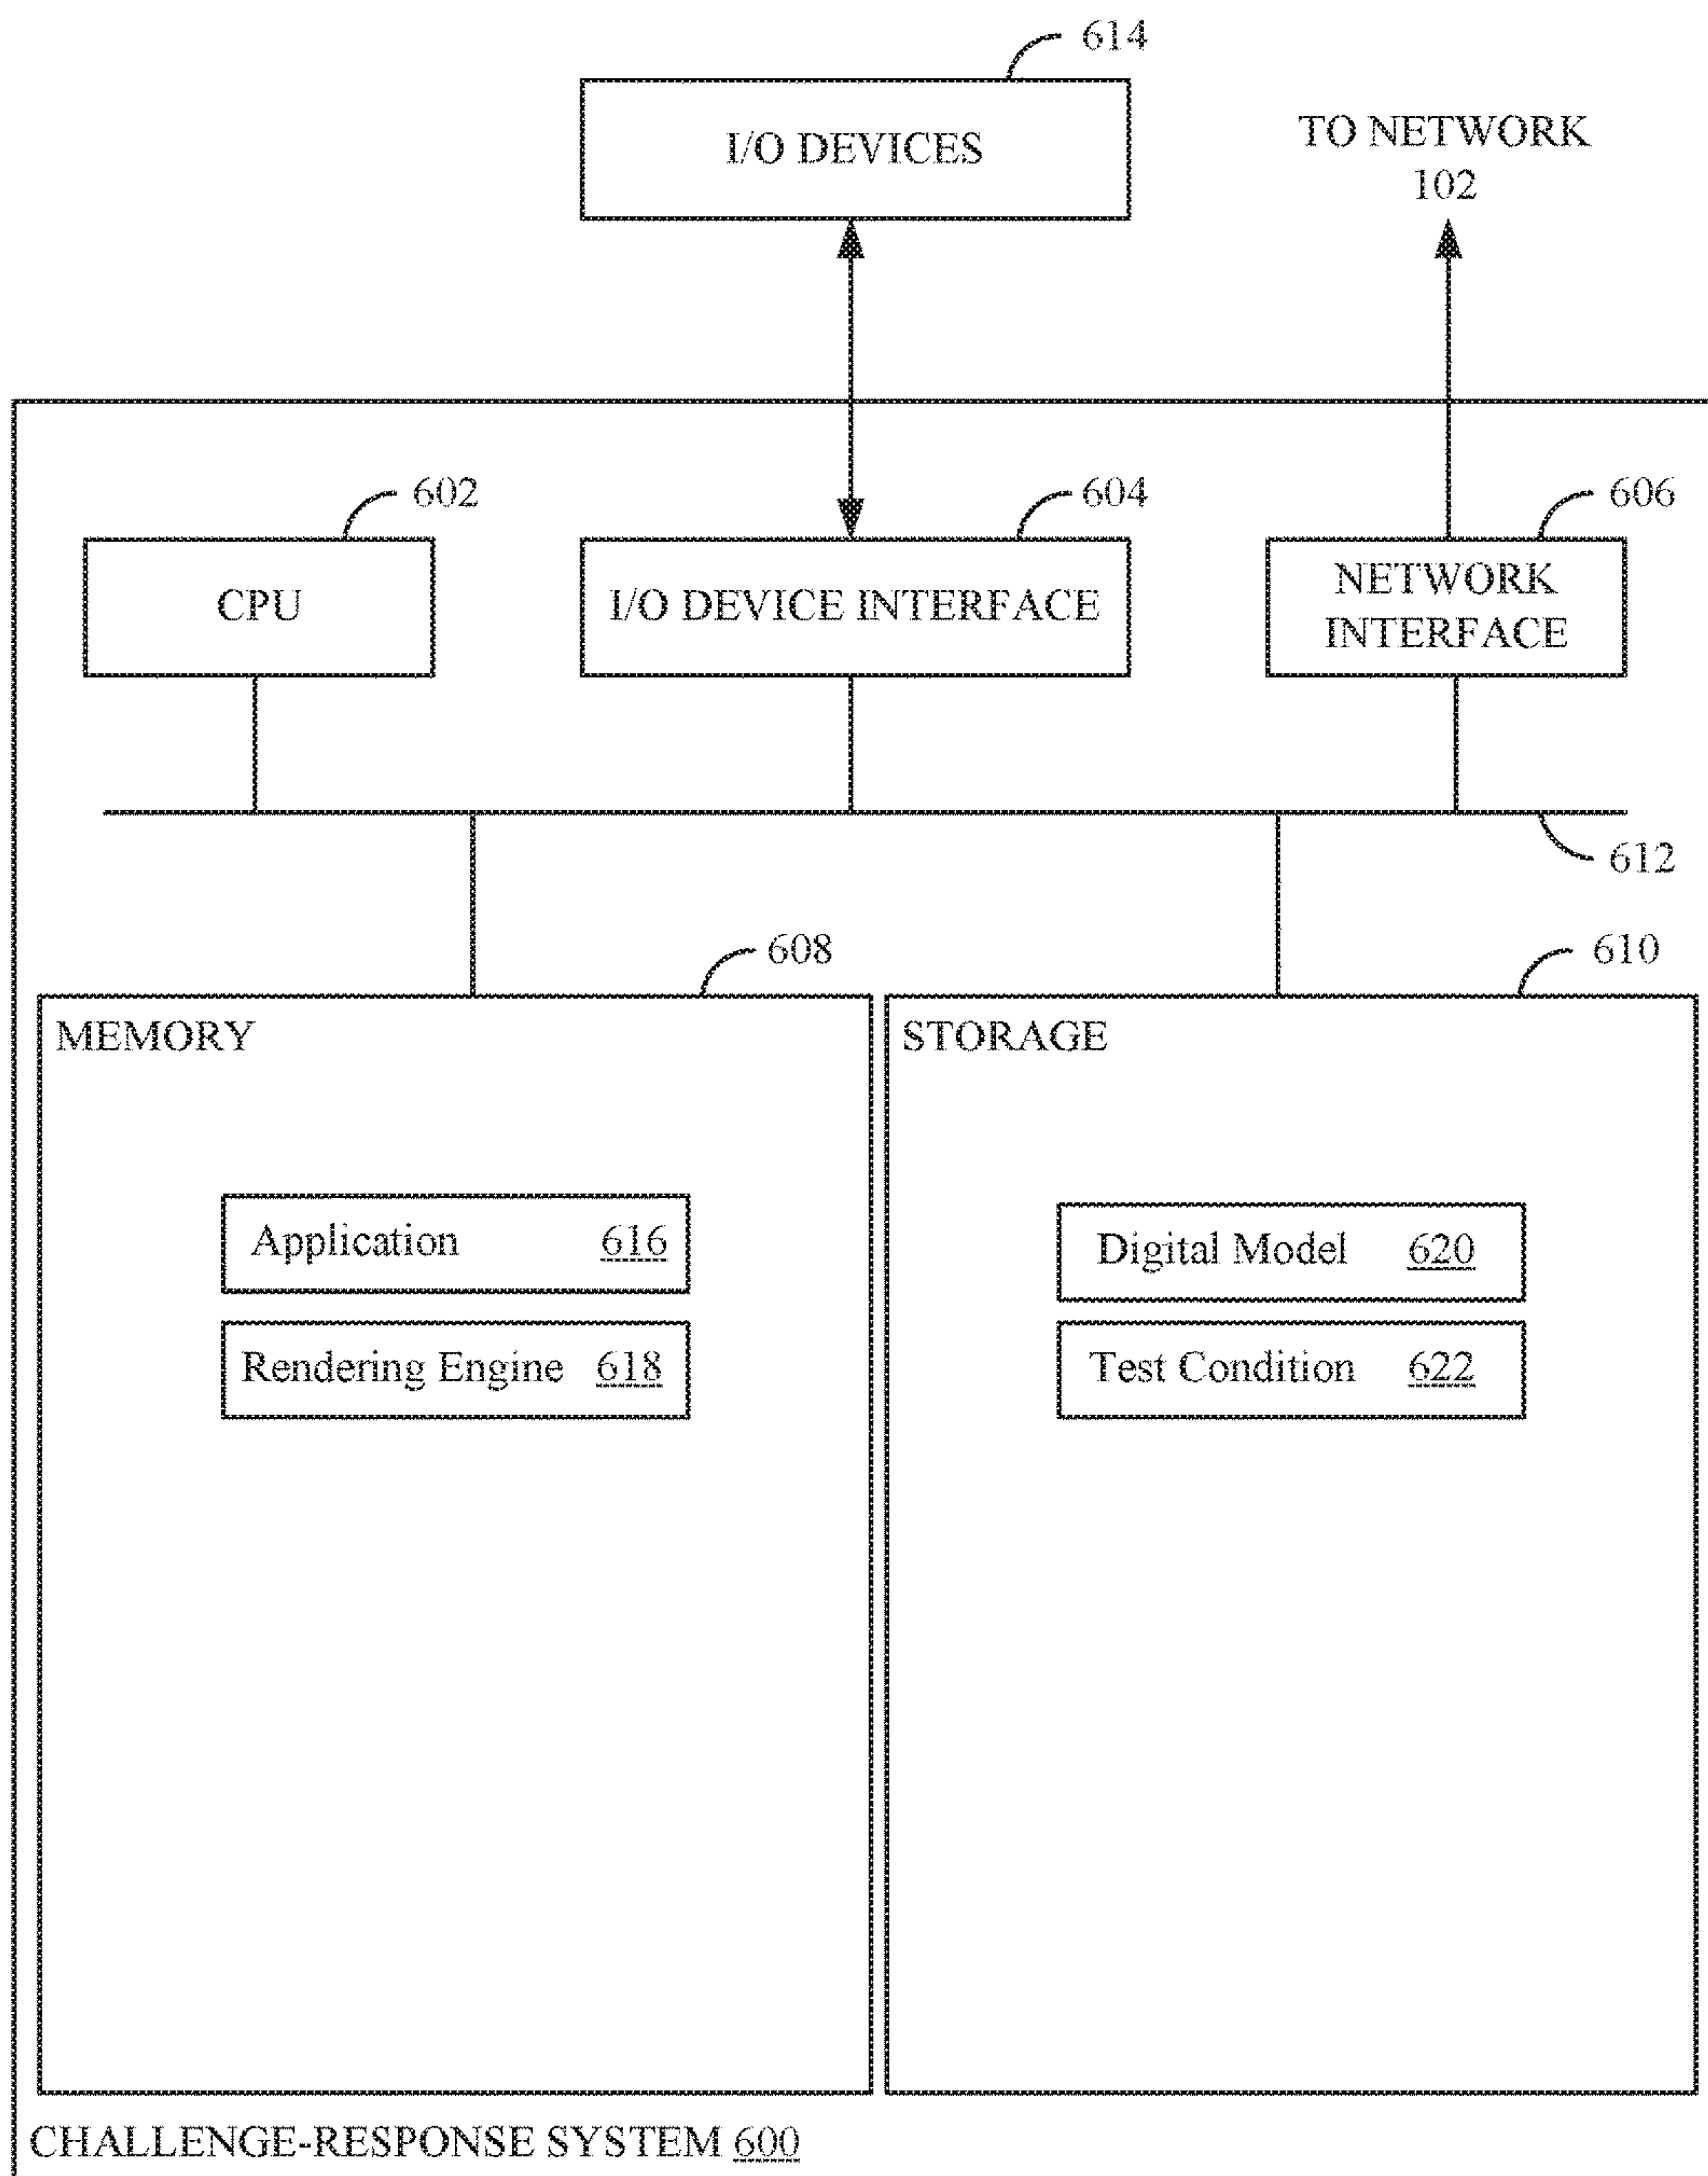 614
I/O DEVICES
TO NETWORK
102
602
604
606
CPU
I/O DEVICE INTERFACE
NETWORK
INTERFACE
612
608
610
MEMORY
STORAGE
Application 616
Digital Model 620
Rendering Engine 618
Test Condition 622
CHALLENGE-RESPONSE SYSTEM 600